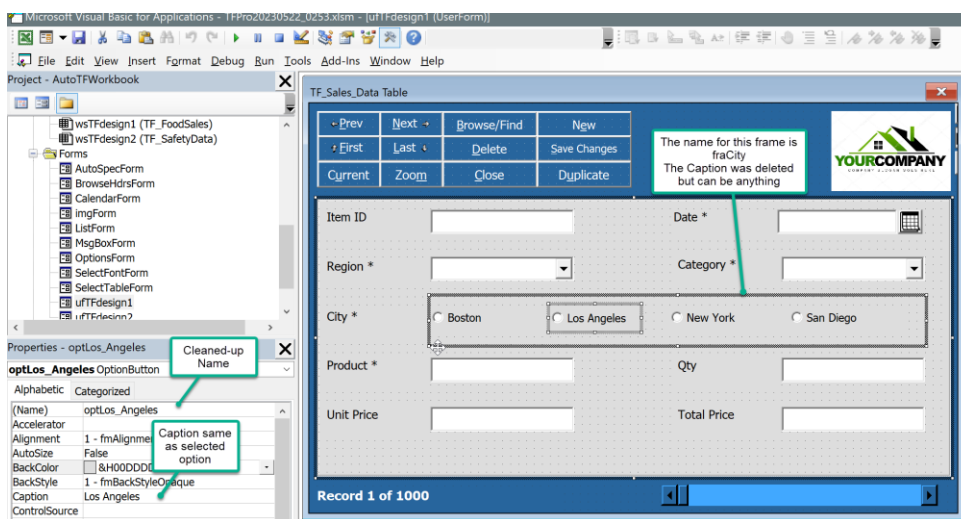 Microsoft Visual Basic for Applications - TFPro20230522_0253.xlsm - [ufTFdesign1 (UserForm)]
File Edit View Insert Format Debug Run Tools Add-Ins Window Help
Project - AutoTFWorkbook
wsTFdesign1 (TF_FoodSales)
wsTFdesign2 (TF_SafetyData)
Forms
AutoSpecForm
BrowseHdrsForm
CalendarForm
imgForm
ListForm
MsgBoxForm
OptionsForm
SelectFontForm
SelectTableForm
ufTFdesign1
ufTFdesign2
Properties - optLos_Angeles
optLos_Angeles OptionButton
Alphabetic Categorized
(Name) optLos_Angeles
Accelerator
Alignment 1 - fmAlignme
AutoSize False
BackColor &H00DDDD
BackStyle 1 - fmBackStyleOpaque
Caption Los Angeles
ControlSource
Cleaned-up
Name
Caption same
as selected
option
TF_Sales_Data Table
Prev Next Browse/Find New
First Last Delete Save Changes
Current Zoom Close Duplicate
The name for this frame is
fraCity
The Caption was deleted
but can be anything
YOURCOMPANY
Item ID Date *
Region * Category *
City * Boston Los Angeles New York San Diego
Product * Qty
Unit Price Total Price
Record 1 of 1000